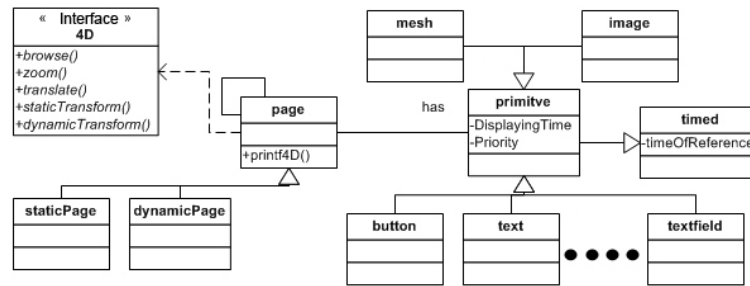 « Interface »
4D
+browse()
+zoom()
+translate()
+staticTransform()
+dynamicTransform()
mesh
image
page
+printf4D()
has
primitve
-DisplayingTime
-Priority
timed
-timeOfReference
staticPage
dynamicPage
button
text
textfield